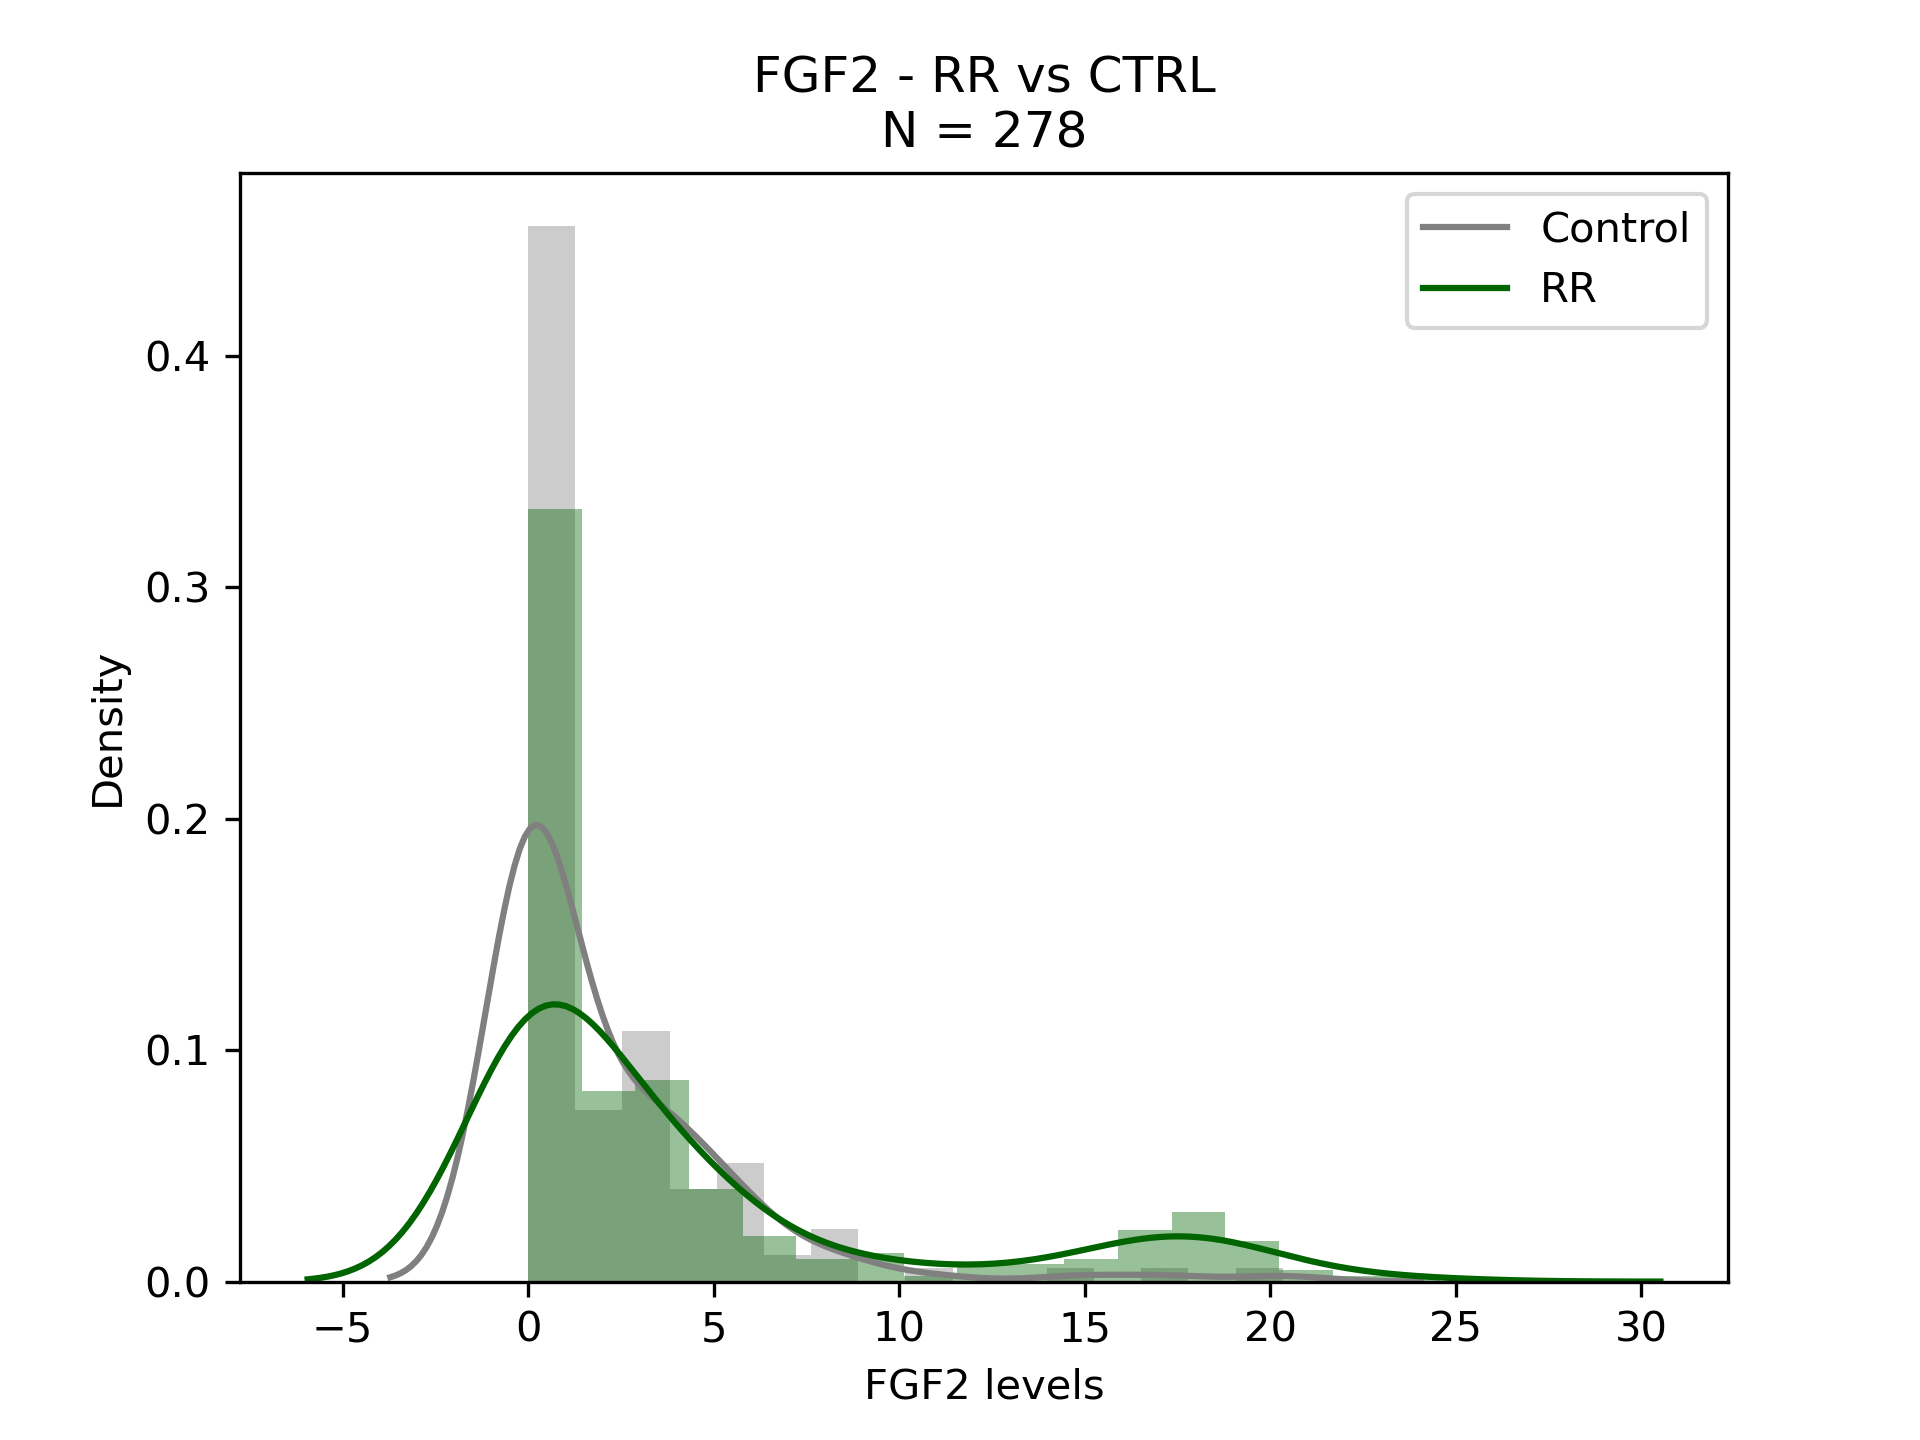 FGF2 - RR vs CTRL
N = 278
Control
RR
0.4
0.3
0.2
0.1
0.0
Density
−5 0 5 10 15 20 25 30
FGF2 levels